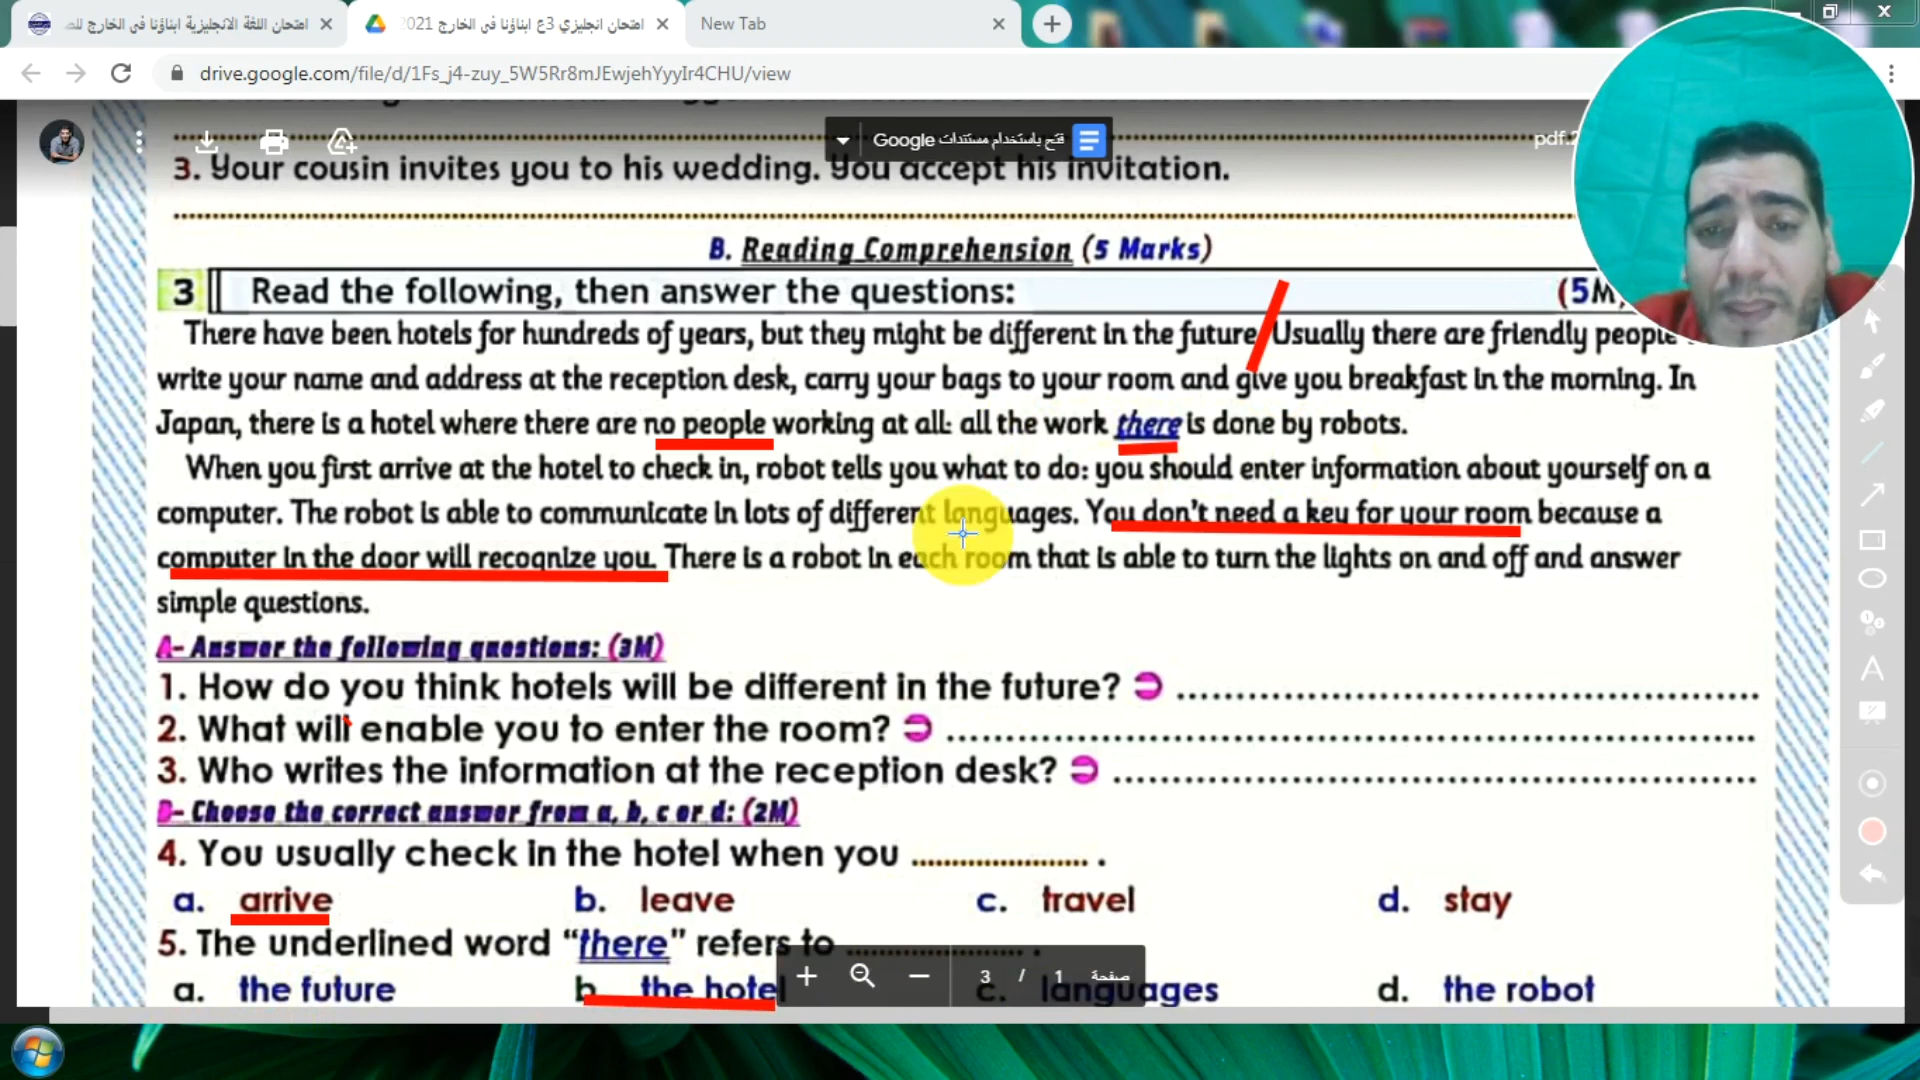 امتحان اللغة الانجليزية ابناؤنا فى الخارج للص
امتحان انجليزي 3ع ابناؤنا فى الخارج 2021
New Tab
drive.google.com/file/d/1Fs_j4-zuy_5W5Rr8mJEwjehYyyIr4CHU/view
فتح باستخدام مستندات Google
pdf.2
3. Your cousin invites you to his wedding. You accept his invitation.
B. Reading Comprehension (5 Marks)
3 Read the following, then answer the questions: (5M
There have been hotels for hundreds of years, but they might be different in the future. Usually there are friendly people
write your name and address at the reception desk, carry your bags to your room and give you breakfast in the morning. In
Japan, there is a hotel where there are no people working at all: all the work there is done by robots.
When you first arrive at the hotel to check in, robot tells you what to do: you should enter information about yourself on a
computer. The robot is able to communicate in lots of different languages. You don't need a key for your room because a
computer in the door will recognize you. There is a robot in each room that is able to turn the lights on and off and answer
simple questions.
A- Answer the following questions: (3M)
1. How do you think hotels will be different in the future? ➲ ........................................
2. What will enable you to enter the room? ➲ ........................................
3. Who writes the information at the reception desk? ➲ ........................................
B- Choose the correct answer from a, b, c or d: (2M)
4. You usually check in the hotel when you ...................... .
a. arrive b. leave c. travel d. stay
5. The underlined word “there” refers to ...................... .
a. the future b. the hotel c. languages d. the robot
صفحة 1 / 3